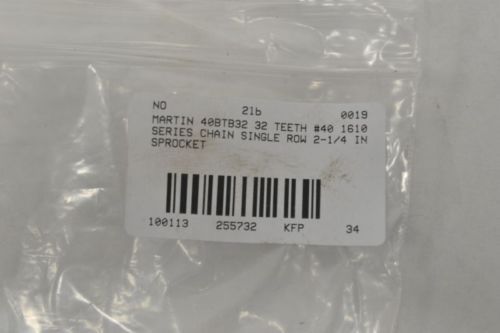 NO 2lb 0019
MARTIN 40BTB32 32 TEETH #40 1610
SERIES CHAIN SINGLE ROW 2-1/4 IN
SPROCKET
100113 255732 KFP 34